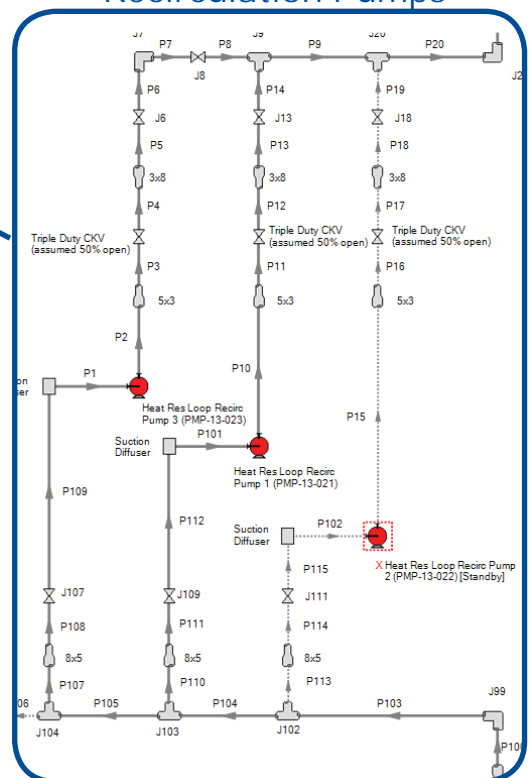 J7
P7
P8
J9
P9
J20
P20
J8
P6
P14
P19
J6
J13
J18
P5
P13
P18
3x8
3x8
3x8
P4
P12
P17
Triple Duty CKV
(assumed 50% open)
Triple Duty CKV
(assumed 50% open)
Triple Duty CKV
(assumed 50% open)
P3
P11
P16
5x3
5x3
5x3
P2
P10
P15
P1
Heat Res Loop Recirc
Pump 3 (PMP-13-023)
P101
Suction
Diffuser
Heat Res Loop Recirc
Pump 1 (PMP-13-021)
P109
P112
Suction
Diffuser
P102
X Heat Res Loop Recirc Pump
2 (PMP-13-022) [Standby]
P115
J107
J109
J111
P108
P111
P114
8x5
8x5
8x5
P107
P110
P113
P105
P104
P103
J99
J104
J103
J102